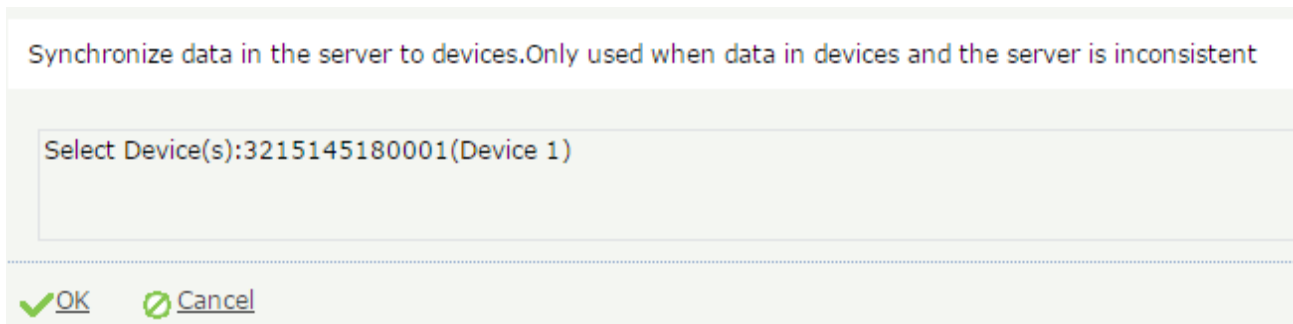 Synchronize data in the server to devices.Only used when data in devices and the server is inconsistent
Select Device(s):3215145180001(Device 1)
OK Cancel